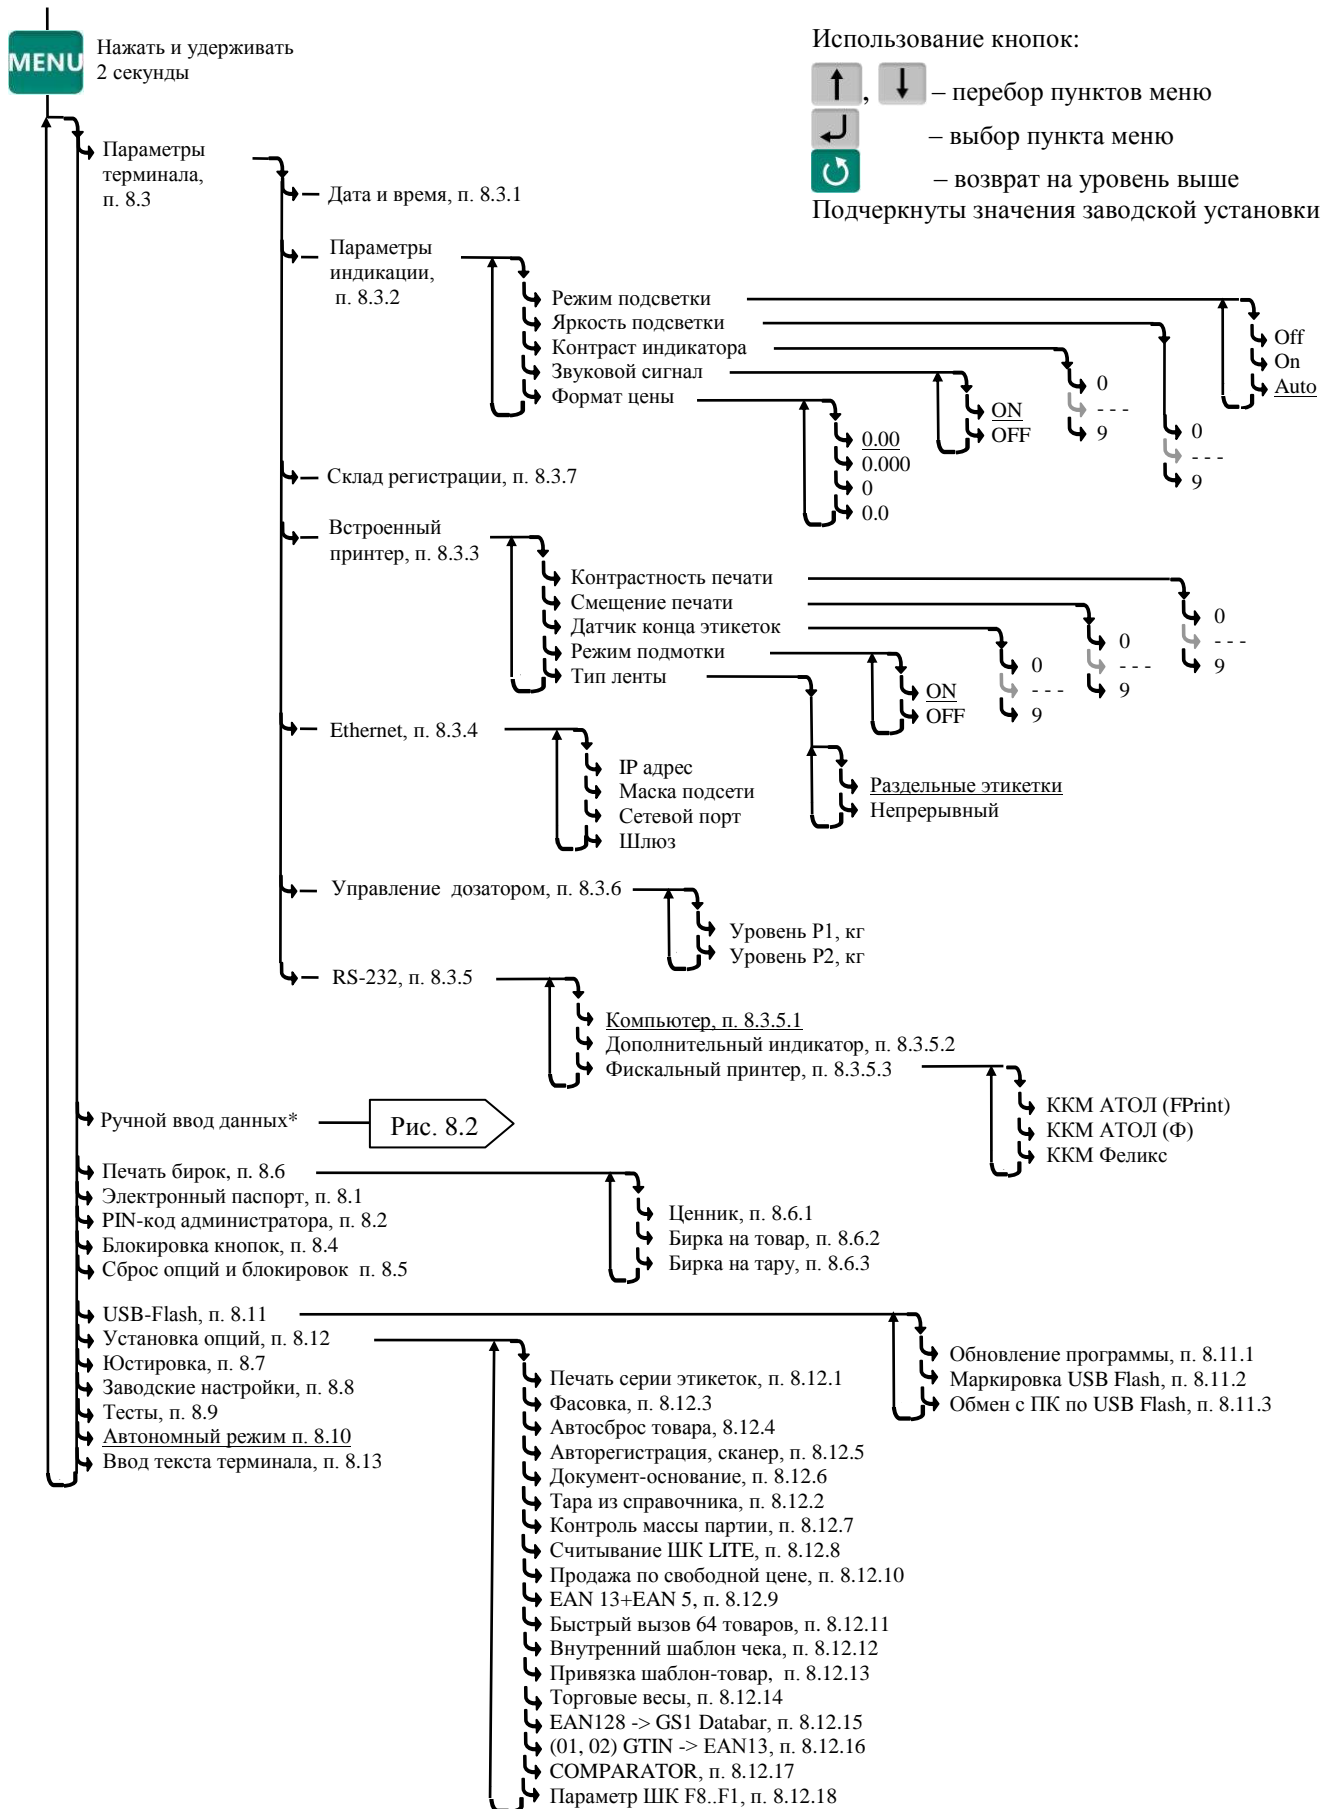 MENU
Нажать и удерживать
2 секунды
Использование кнопок:
, – перебор пунктов меню
– выбор пункта меню
– возврат на уровень выше
Подчеркнуты значения заводской установки
Параметры
терминала,
п. 8.3
Дата и время, п. 8.3.1
Параметры
индикации,
п. 8.3.2
Режим подсветки
Яркость подсветки
Контраст индикатора
Звуковой сигнал
Формат цены
Off
On
Auto
0
- - -
9
0
- - -
9
ON
OFF
0.00
0.000
0
0.0
Склад регистрации, п. 8.3.7
Встроенный
принтер, п. 8.3.3
Контрастность печати
Смещение печати
Датчик конца этикеток
Режим подмотки
Тип ленты
0
- - -
9
0
- - -
9
0
- - -
9
ON
OFF
Раздельные этикетки
Непрерывный
Ethernet, п. 8.3.4
IP адрес
Маска подсети
Сетевой порт
Шлюз
Управление дозатором, п. 8.3.6
Уровень Р1, кг
Уровень Р2, кг
RS-232, п. 8.3.5
Компьютер, п. 8.3.5.1
Дополнительный индикатор, п. 8.3.5.2
Фискальный принтер, п. 8.3.5.3
ККМ АТОЛ (FPrint)
ККМ АТОЛ (Ф)
ККМ Феликс
Ручной ввод данных*
Рис. 8.2
Печать бирок, п. 8.6
Электронный паспорт, п. 8.1
PIN-код администратора, п. 8.2
Блокировка кнопок, п. 8.4
Сброс опций и блокировок п. 8.5
Ценник, п. 8.6.1
Бирка на товар, п. 8.6.2
Бирка на тару, п. 8.6.3
USB-Flash, п. 8.11
Установка опций, п. 8.12
Юстировка, п. 8.7
Заводские настройки, п. 8.8
Тесты, п. 8.9
Автономный режим п. 8.10
Ввод текста терминала, п. 8.13
Обновление программы, п. 8.11.1
Маркировка USB Flash, п. 8.11.2
Обмен с ПК по USB Flash, п. 8.11.3
Печать серии этикеток, п. 8.12.1
Фасовка, п. 8.12.3
Автосброс товара, 8.12.4
Авторегистрация, сканер, п. 8.12.5
Документ-основание, п. 8.12.6
Тара из справочника, п. 8.12.2
Контроль массы партии, п. 8.12.7
Считывание ШК LITE, п. 8.12.8
Продажа по свободной цене, п. 8.12.10
EAN 13+EAN 5, п. 8.12.9
Быстрый вызов 64 товаров, п. 8.12.11
Внутренний шаблон чека, п. 8.12.12
Привязка шаблон-товар, п. 8.12.13
Торговые весы, п. 8.12.14
EAN128 -> GS1 Databar, п. 8.12.15
(01, 02) GTIN -> EAN13, п. 8.12.16
COMPARATOR, п. 8.12.17
Параметр ШК F8..F1, п. 8.12.18